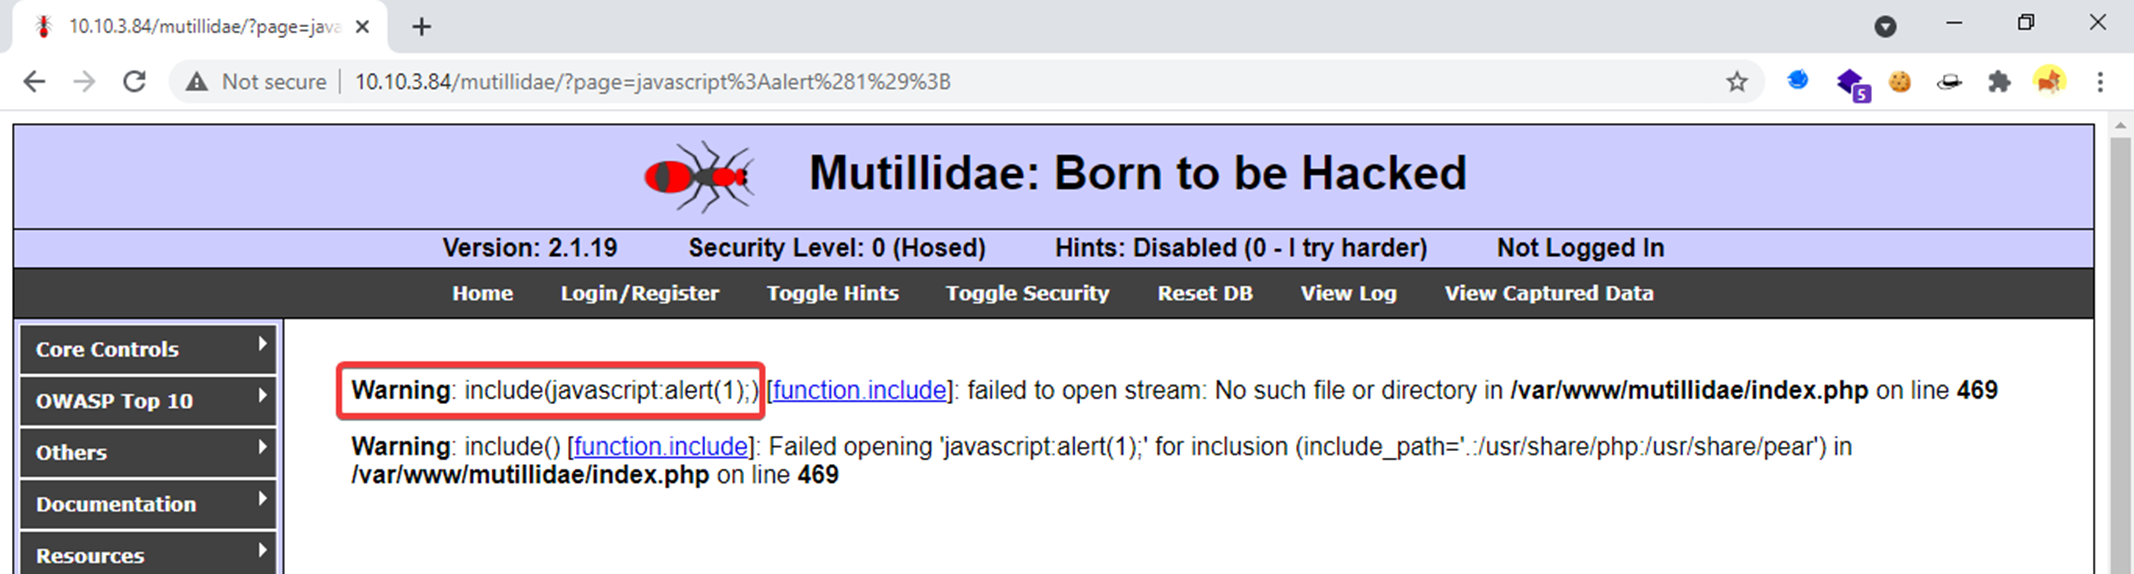 10.10.3.84/mutillidae/?page=java
Not secure 10.10.3.84/mutillidae/?page=javascript%3Aalert%281%29%3B
5
Mutillidae: Born to be Hacked
Version: 2.1.19 Security Level: 0 (Hosed) Hints: Disabled (0 - I try harder) Not Logged In
Home Login/Register Toggle Hints Toggle Security Reset DB View Log View Captured Data
Core Controls
OWASP Top 10
Others
Documentation
Resources
Warning: include(javascript:alert(1);) [function.include]: failed to open stream: No such file or directory in /var/www/mutillidae/index.php on line 469
Warning: include() [function.include]: Failed opening 'javascript:alert(1);' for inclusion (include_path='.:/usr/share/php:/usr/share/pear') in
/var/www/mutillidae/index.php on line 469